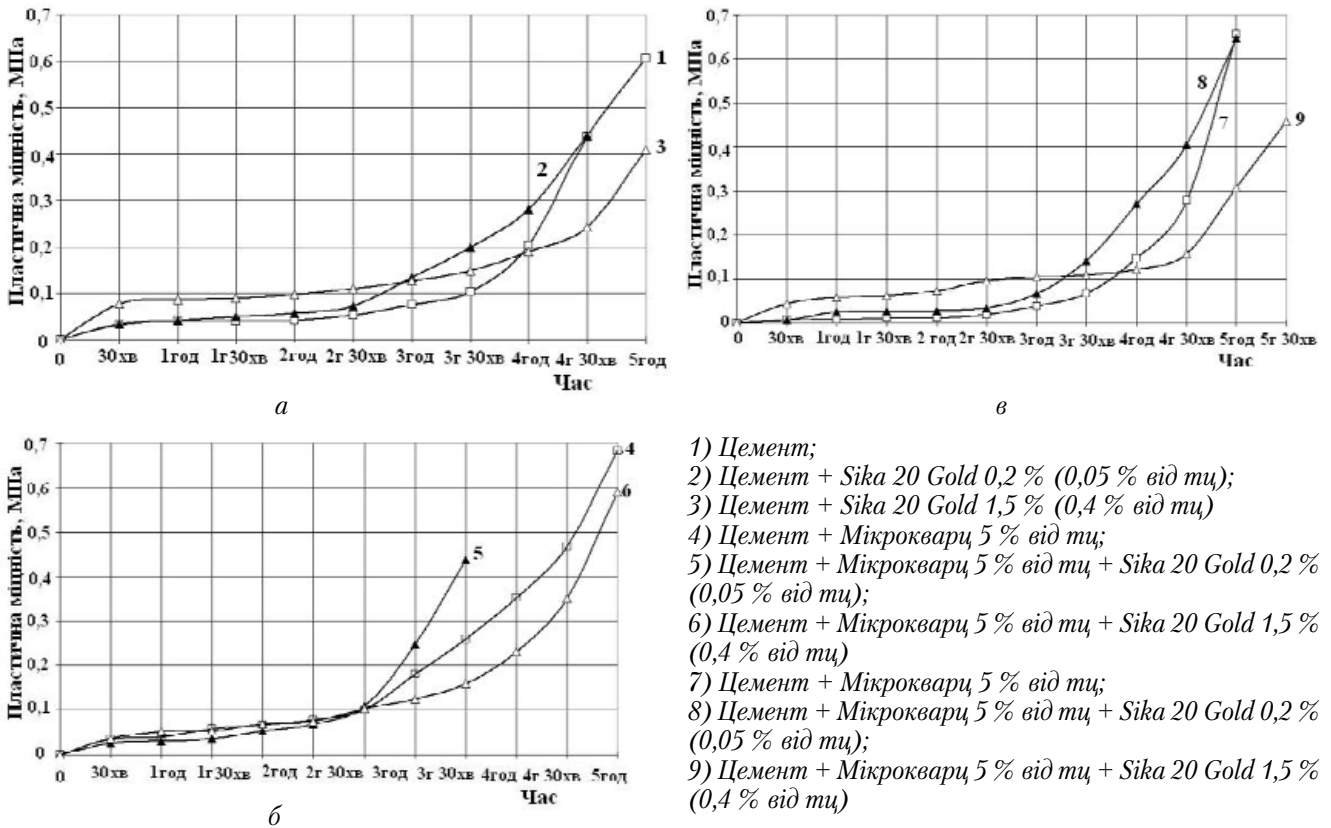 Пластична міцність, МПа
0,7
0,6
0,5
0,4
0,3
0,2
0,1
0
1
2
3
0 30хв 1год 1г30хв 2год 2г 30хв 3год 3г 30хв 4год 4г 30хв 5год
Час
а
Пластична міцність, МПа
0,7
0,6
0,5
0,4
0,3
0,2
0,1
0
8
7
9
0 30хв 1год 1г30хв 2 год 2г 30хв 3год 3г 30хв 4год 4г 30хв 5год 5г 30хв
Час
в
Пластична міцність, МПа
0,7
0,6
0,5
0,4
0,3
0,2
0,1
0
4
6
5
0 30хв 1год 1г30хв 2год 2г 30хв 3год 3г 30хв 4год 4г 30хв 5год
Час
б
1) Цемент;
2) Цемент + Sika 20 Gold 0,2 % (0,05 % від тц);
3) Цемент + Sika 20 Gold 1,5 % (0,4 % від тц)
4) Цемент + Мікрокварц 5 % від тц;
5) Цемент + Мікрокварц 5 % від тц + Sika 20 Gold 0,2 %
(0,05 % від тц);
6) Цемент + Мікрокварц 5 % від тц + Sika 20 Gold 1,5 %
(0,4 % від тц)
7) Цемент + Мікрокварц 5 % від тц;
8) Цемент + Мікрокварц 5 % від тц + Sika 20 Gold 0,2 %
(0,05 % від тц);
9) Цемент + Мікрокварц 5 % від тц + Sika 20 Gold 1,5 %
(0,4 % від тц)